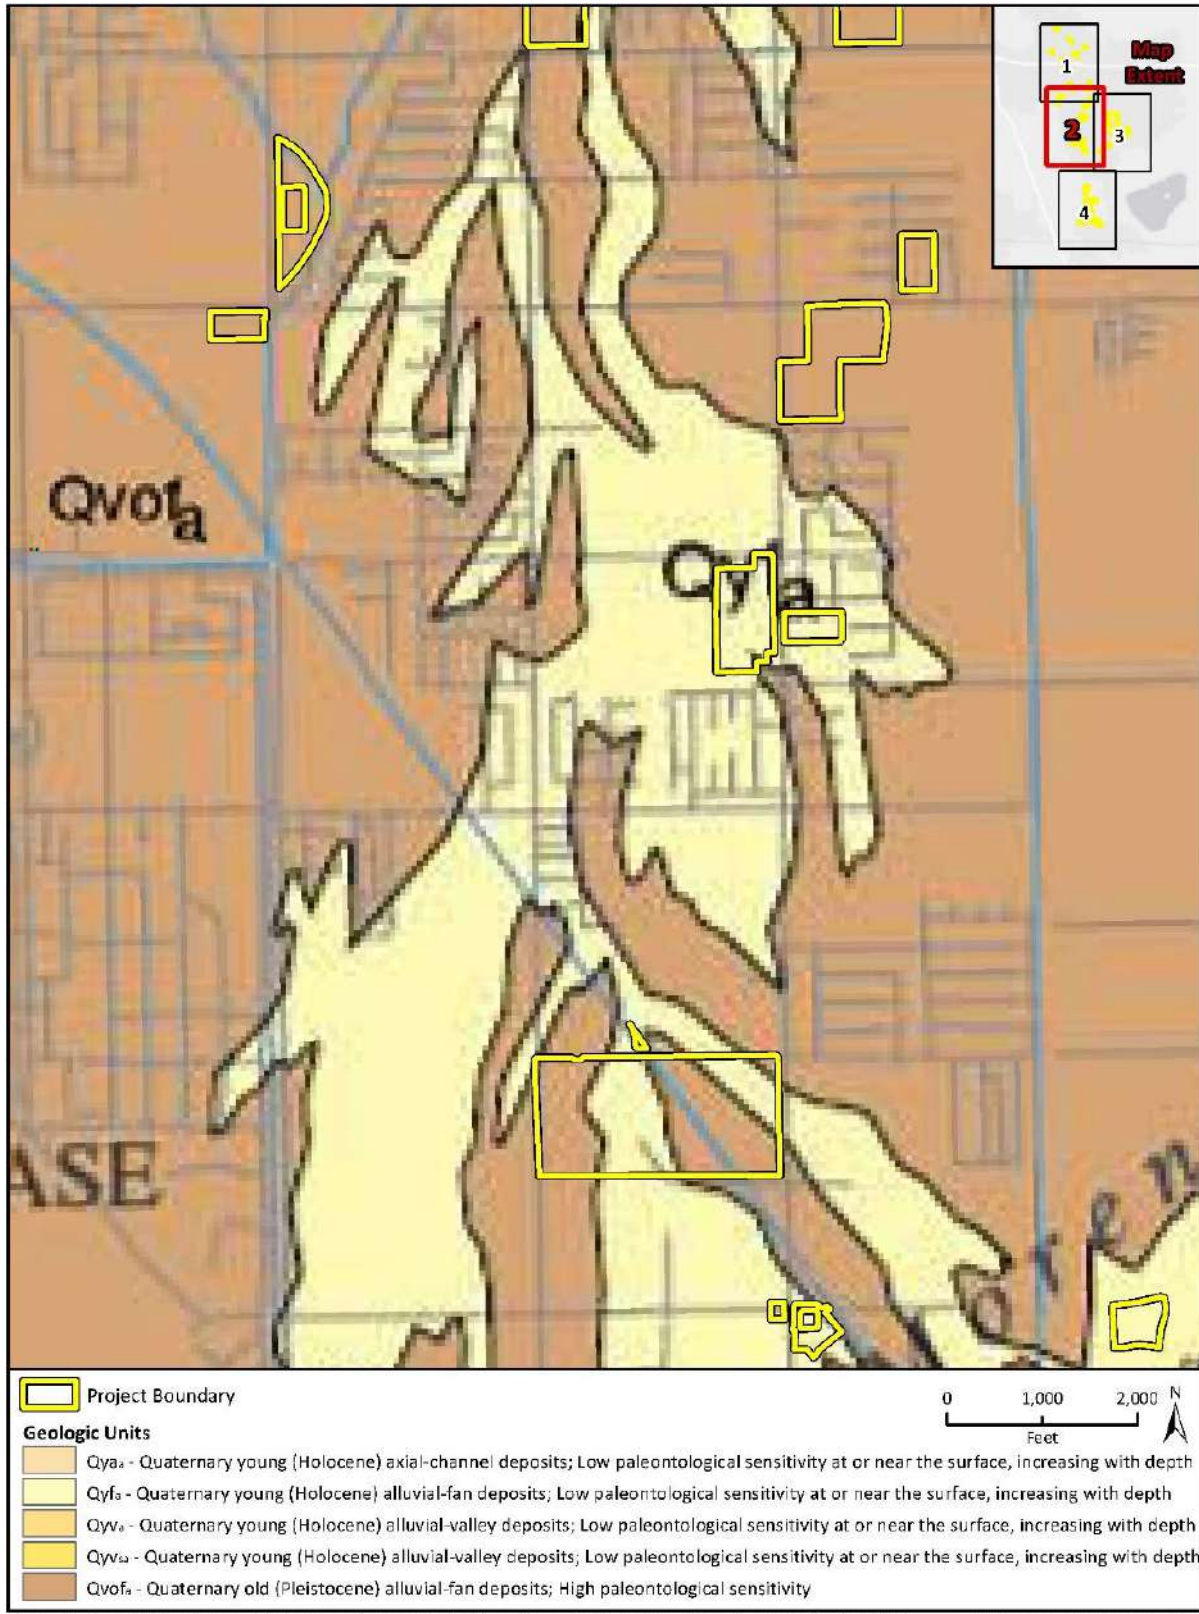 Map
Extent
1
2
3
4
Qvofa
Qy a
ASE
a r e n
Project Boundary
0 1,000 2,000 N
Feet
Geologic Units
Qyaₐ - Quaternary young (Holocene) axial-channel deposits; Low paleontological sensitivity at or near the surface, increasing with depth
Qyfₐ - Quaternary young (Holocene) alluvial-fan deposits; Low paleontological sensitivity at or near the surface, increasing with depth
Qyvₐ - Quaternary young (Holocene) alluvial-valley deposits; Low paleontological sensitivity at or near the surface, increasing with depth
Qyvₛₐ - Quaternary young (Holocene) alluvial-valley deposits; Low paleontological sensitivity at or near the surface, increasing with depth
Qvofₐ - Quaternary old (Pleistocene) alluvial-fan deposits; High paleontological sensitivity